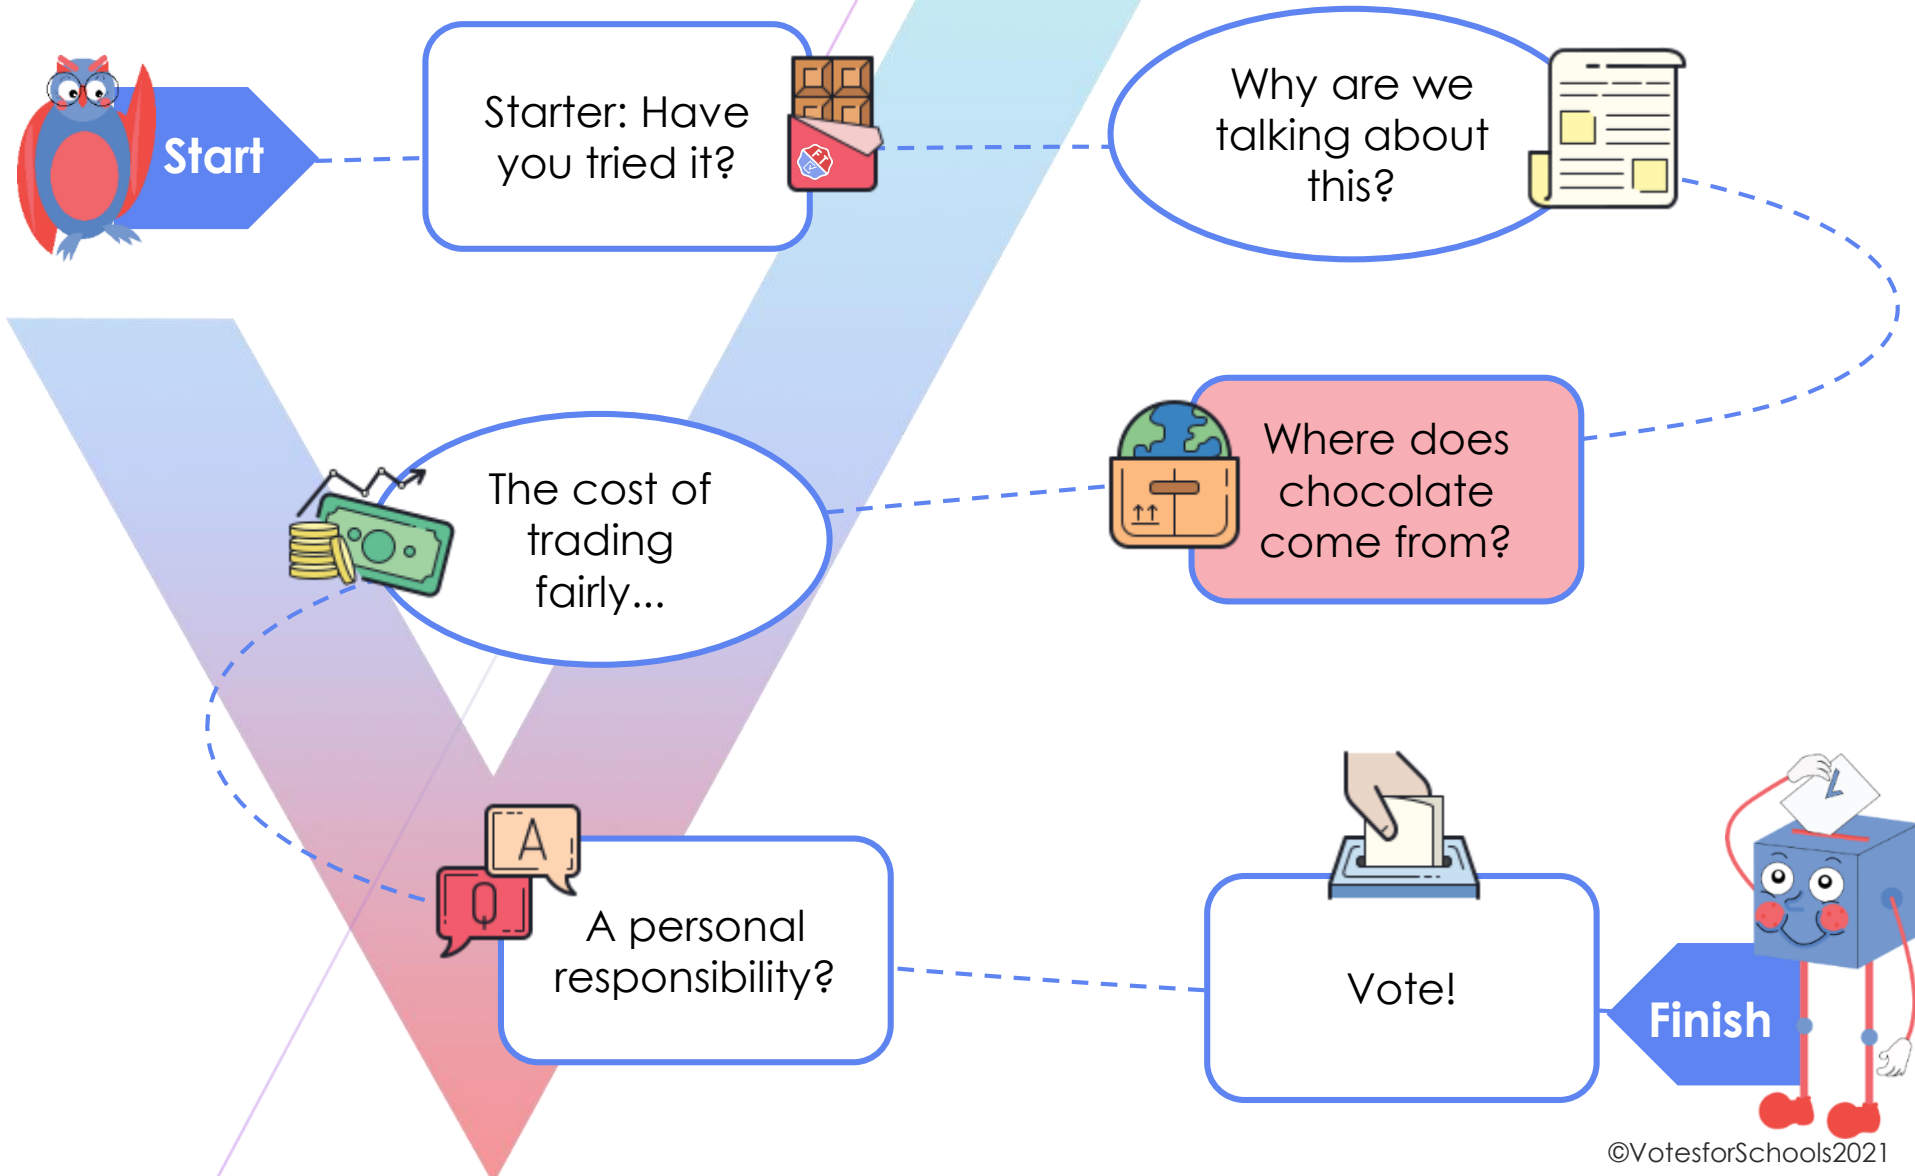 Start
Starter: Have
you tried it?
FT
Why are we
talking about
this?
Where does
chocolate
come from?
The cost of
trading
fairly...
A
Q
A personal
responsibility?
Vote!
Finish
©VotesforSchools2021